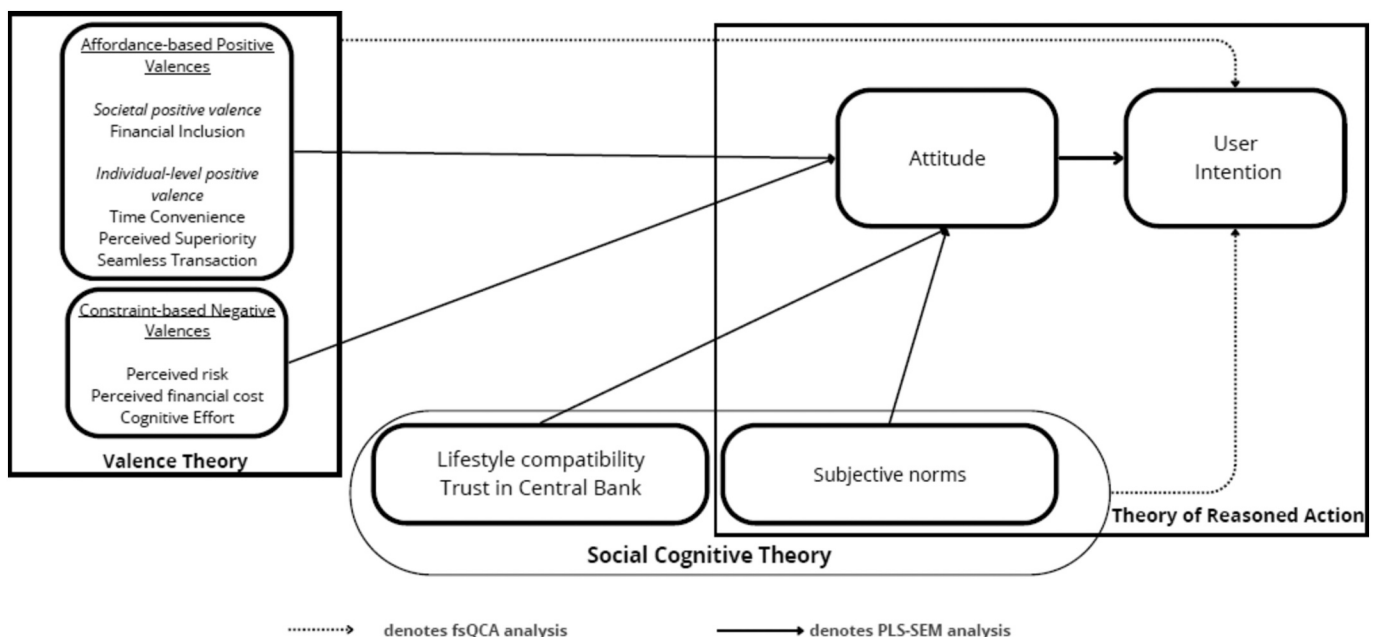 Affordance-based Positive
Valences
Societal positive valence
Financial Inclusion
Individual-level positive
valence
Time Convenience
Perceived Superiority
Seamless Transaction
Constraint-based Negative
Valences
Perceived risk
Perceived financial cost
Cognitive Effort
Valence Theory
Attitude
User
Intention
Lifestyle compatibility
Trust in Central Bank
Subjective norms
Theory of Reasoned Action
Social Cognitive Theory
denotes fsQCA analysis
denotes PLS-SEM analysis